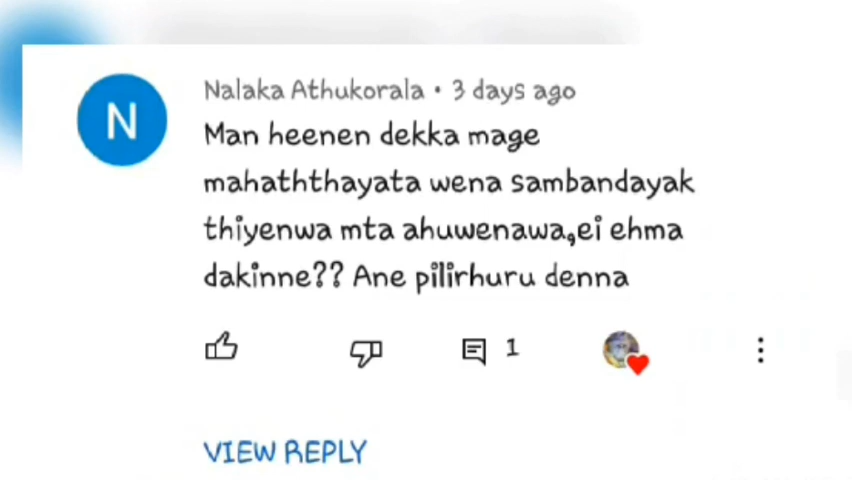 N
Nalaka Athukorala • 3 days ago
Man heenen dekka mage
mahaththayata wena sambandayak
thiyenwa mta ahuwenawa,ei ehma
dakinne?? Ane pilirhuru denna
1
VIEW REPLY